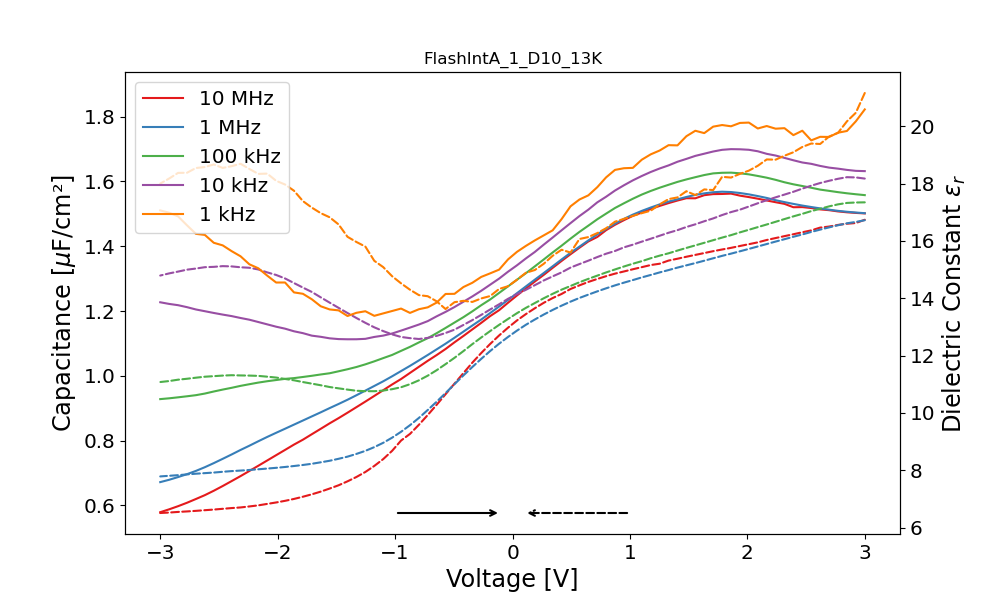 FlashIntA_1_D10_13K
10 MHz
1 MHz
100 kHz
10 kHz
1 kHz
1.8
1.6
1.4
1.2
1.0
0.8
0.6
Capacitance [μF/cm²]
20
18
16
14
12
10
8
6
Dielectric Constant εr
−3
−2
−1
0
1
2
3
Voltage [V]